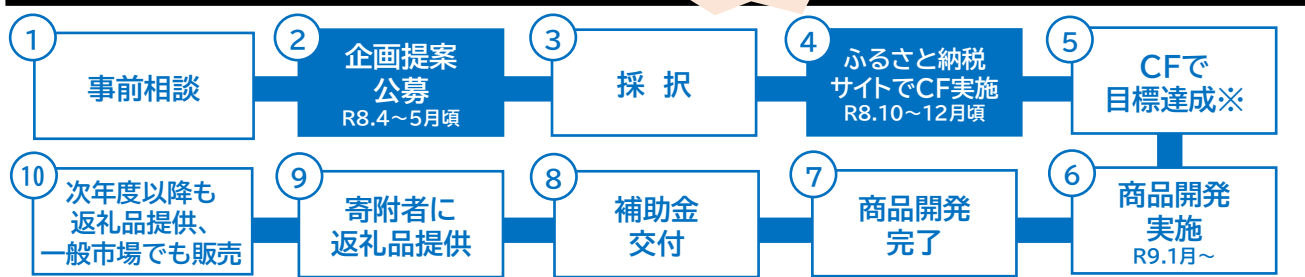 ①
事前相談
②
企画提案
公募
R8.4～5月頃
③
採 択
④
ふるさと納税
サイトでCF実施
R8.10～12月頃
⑤
CFで
目標達成※
⑥
商品開発
実施
R9.1月～
⑦
商品開発
完了
⑧
補助金
交付
⑨
寄附者に
返礼品提供
⑩
次年度以降も
返礼品提供、
一般市場でも販売